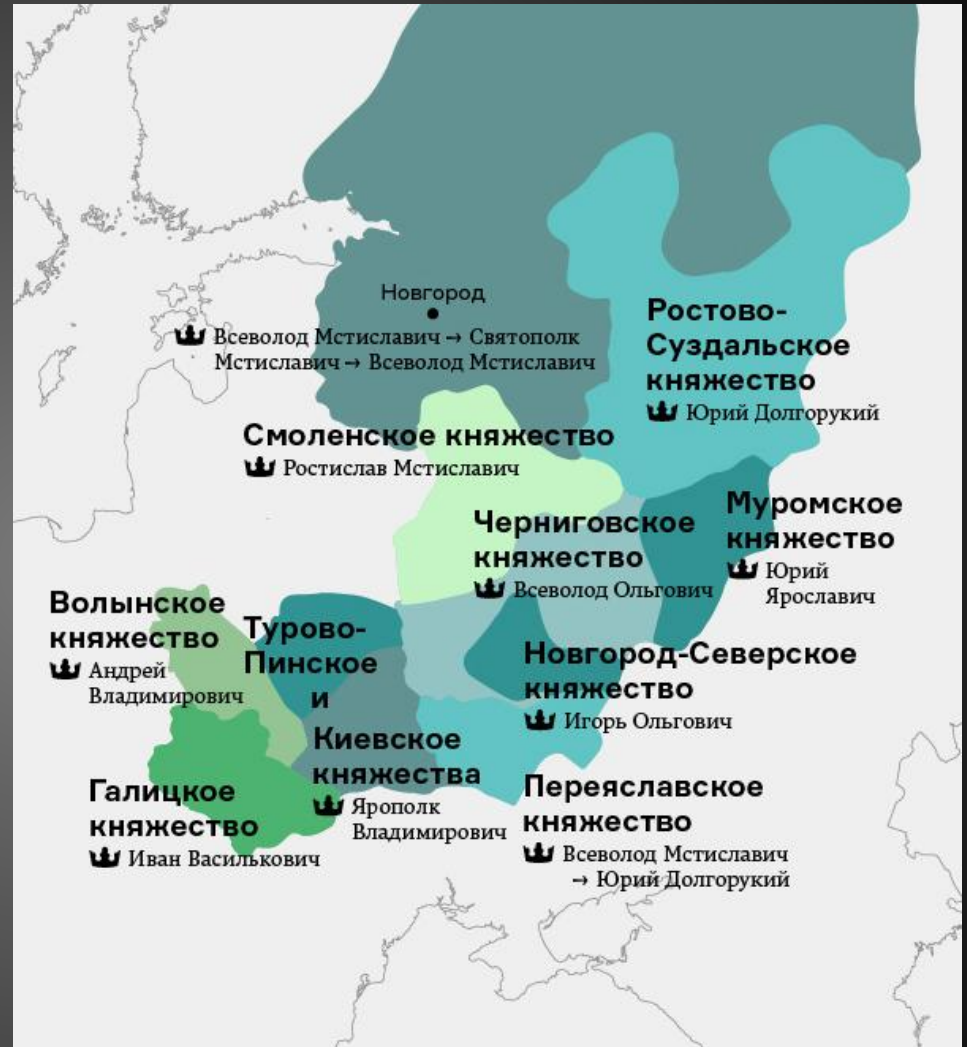 Новгород
Всеволод Мстиславич → Святополк
Мстиславич → Всеволод Мстиславич
Ростово-
Суздальское
княжество
Юрий Долгорукий
Смоленское княжество
Ростислав Мстиславич
Черниговское
княжество
Всеволод Ольгович
Муромское
княжество
Юрий
Ярославич
Волынское
княжество
Андрей
Владимирович
Турово-
Пинское
и
Киевское
княжества
Ярополк
Владимирович
Новгород-Северское
княжество
Игорь Ольгович
Галицкое
княжество
Иван Василькович
Переяславское
княжество
Всеволод Мстиславич
→ Юрий Долгорукий